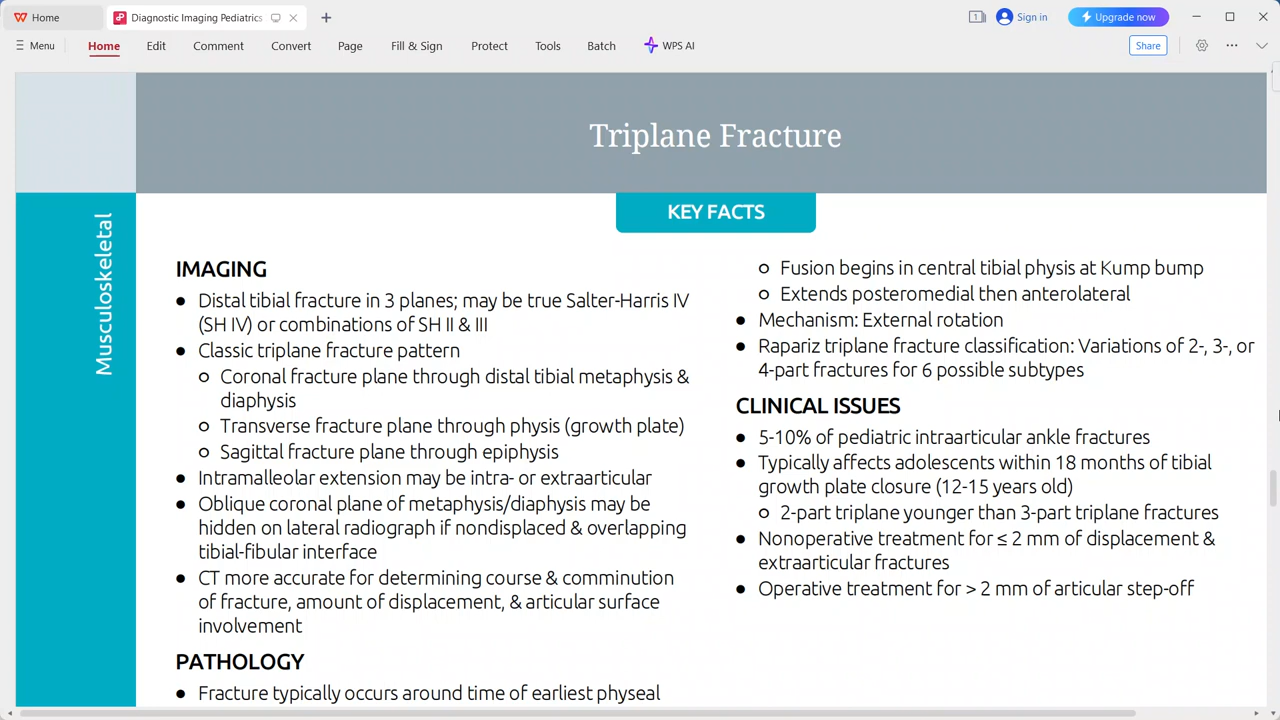 Home
Diagnostic Imaging Pediatrics
1
Sign in
Upgrade now
Menu
Home
Edit
Comment
Convert
Page
Fill & Sign
Protect
Tools
Batch
WPS AI
Share
Triplane Fracture
Musculoskeletal
KEY FACTS
IMAGING
● Distal tibial fracture in 3 planes; may be true Salter-Harris IV
(SH IV) or combinations of SH II & III
● Classic triplane fracture pattern
○ Coronal fracture plane through distal tibial metaphysis &
diaphysis
○ Transverse fracture plane through physis (growth plate)
○ Sagittal fracture plane through epiphysis
● Intramalleolar extension may be intra- or extraarticular
● Oblique coronal plane of metaphysis/diaphysis may be
hidden on lateral radiograph if nondisplaced & overlapping
tibial-fibular interface
● CT more accurate for determining course & comminution
of fracture, amount of displacement, & articular surface
involvement
PATHOLOGY
● Fracture typically occurs around time of earliest physeal
○ Fusion begins in central tibial physis at Kump bump
○ Extends posteromedial then anterolateral
● Mechanism: External rotation
● Rapariz triplane fracture classification: Variations of 2-, 3-, or
4-part fractures for 6 possible subtypes
CLINICAL ISSUES
● 5-10% of pediatric intraarticular ankle fractures
● Typically affects adolescents within 18 months of tibial
growth plate closure (12-15 years old)
○ 2-part triplane younger than 3-part triplane fractures
● Nonoperative treatment for ≤ 2 mm of displacement &
extraarticular fractures
● Operative treatment for > 2 mm of articular step-off